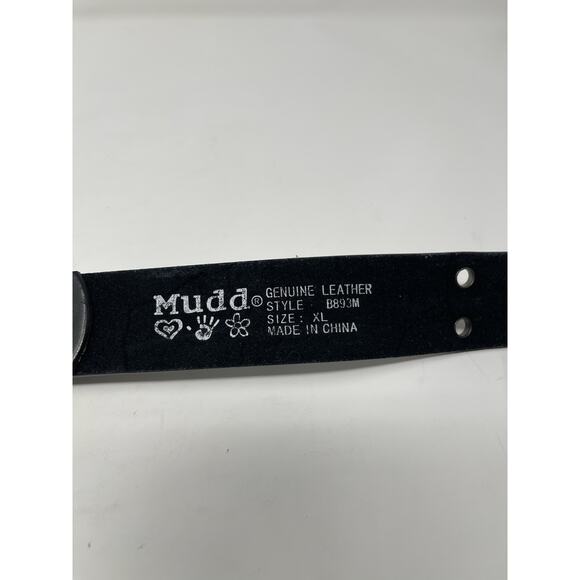 Mudd®
GENUINE LEATHER
STYLE : B893M
SIZE : XL
MADE IN CHINA